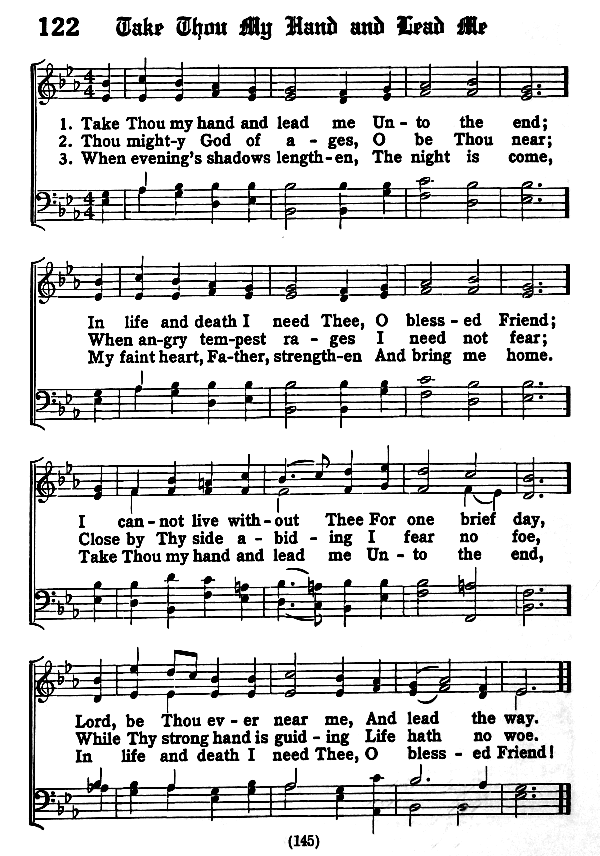 122 Take Thou My Hand and Lead Me
4 4
1. Take Thou my hand and lead me Un - to the end;
2. Thou might-y God of a - ges, O be Thou near;
3. When evening's shadows length-en, The night is come,
4 4
In life and death I need Thee, O bless - ed Friend;
When an-gry tem-pest ra - ges I need not fear;
My faint heart, Fa-ther, strength-en And bring me home.
I can - not live with - out Thee For one brief day,
Close by Thy side a - bid - ing I fear no foe,
Take Thou my hand and lead me Un - to the end,
Lord, be Thou ev - er near me, And lead the way.
While Thy strong hand is guid - ing Life hath no woe.
In life and death I need Thee, O bless - ed Friend!
(145)